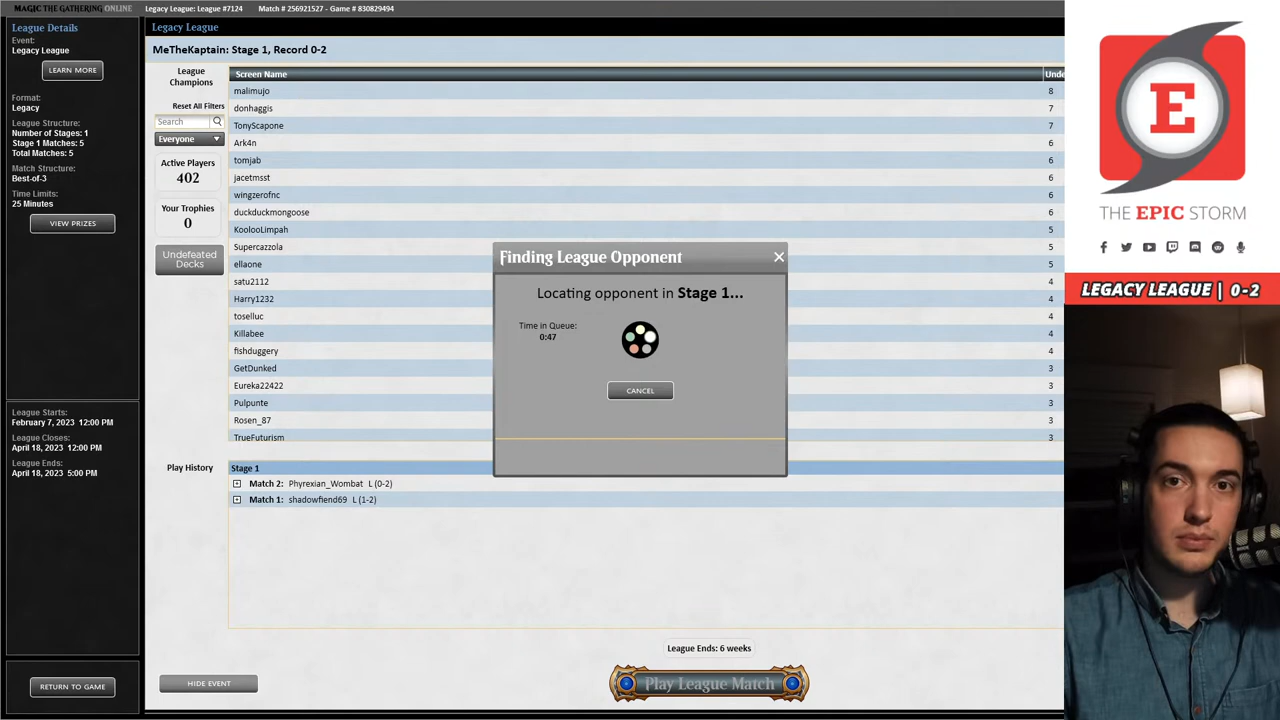 MAGIC THE GATHERING ONLINE
Legacy League: League #7124
Match # 256921527 - Game # 830829494
League Details
Event:
Legacy League
LEARN MORE
Format:
Legacy
League Structure:
Number of Stages: 1
Stage 1 Matches: 5
Total Matches: 5
Match Structure:
Best-of-3
Time Limits:
25 Minutes
VIEW PRIZES
League Starts:
February 7, 2023 12:00 PM
League Closes:
April 18, 2023 12:00 PM
League Ends:
April 18, 2023 5:00 PM
RETURN TO GAME
Legacy League
MeTheKaptain: Stage 1, Record 0-2
League
Champions
Reset All Filters
Search
Everyone
Active Players
402
Your Trophies
0
Undefeated
Decks
Screen Name Unde
malimujo 8
donhaggis 7
TonyScapone 7
Ark4n 6
tomjab 6
jacetmsst 6
wingzerofnc 6
duckduckmongoose 6
KoolooLimpah 5
Supercazzola 5
ellaone 5
satu2112 4
Harry1232 4
toselluc 4
Killabee 4
fishduggery 4
GetDunked 3
Eureka22422 3
Pulpunte 3
Rosen_87 3
TrueFuturism 3
Finding League Opponent
Locating opponent in Stage 1...
Time in Queue:
0:47
CANCEL
Play History
Stage 1
Match 2: Phyrexian_Wombat L (0-2)
Match 1: shadowfiend69 L (1-2)
League Ends: 6 weeks
HIDE EVENT
Play League Match
E
THE EPIC STORM
LEGACY LEAGUE | 0-2